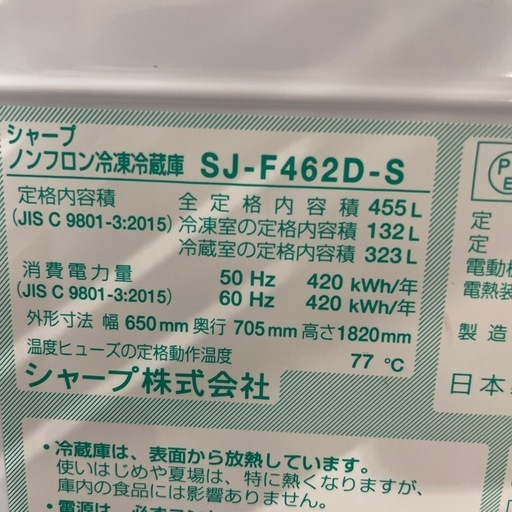 シャープ
ノンフロン冷凍冷蔵庫 SJ-F462D-S
定格内容積 全定格内容積 455L
(JIS C 9801-3:2015) 冷凍室の定格内容積 132L
冷蔵室の定格内容積 323L
消費電力量 50 Hz 420 kWh/年
(JIS C 9801-3:2015) 60 Hz 420 kWh/年
外形寸法 幅 650mm 奥行 705mm 高さ1820mm
温度ヒューズの定格動作温度 77 ℃
シャープ株式会社
P
E
定
定
電動機
電熱装
製造
日本
・冷蔵庫は、表面から放熱しています。
使いはじめや夏場は、特に熱くなりますが、
庫内の食品には影響ありません。
・電源は、必ず